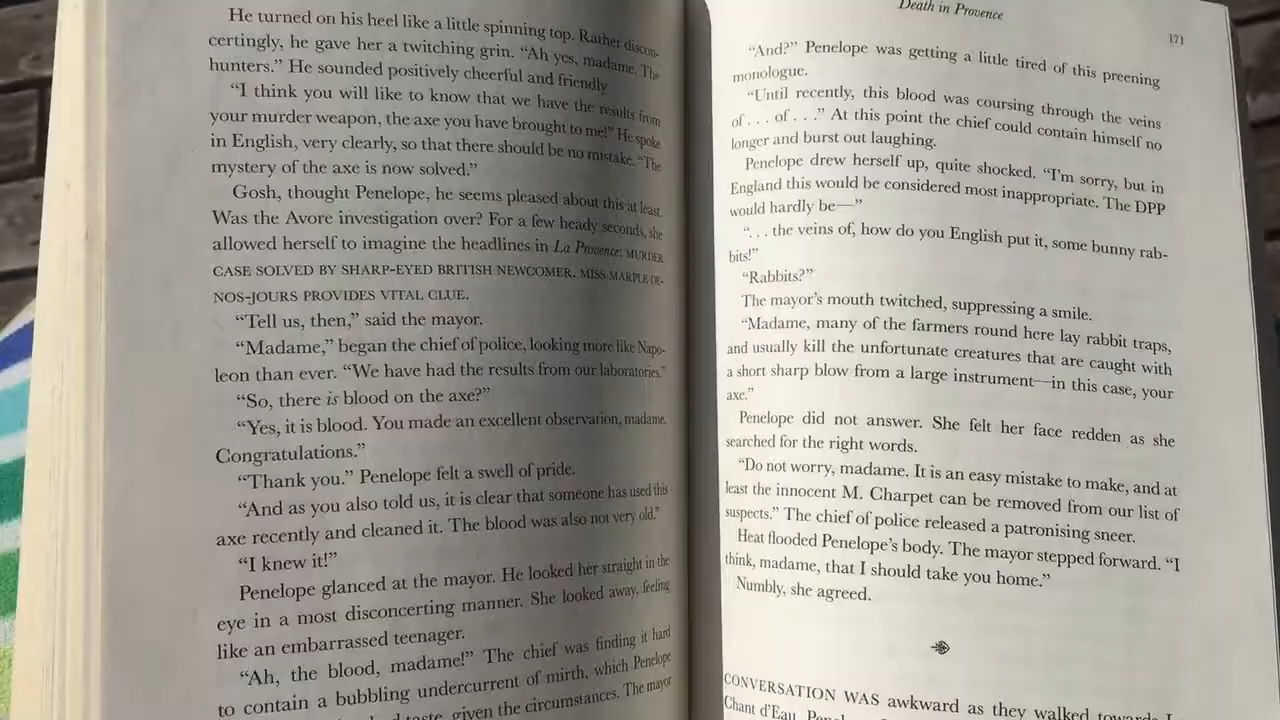 He turned on his heel like a little spinning top. Rather discon-
certingly, he gave her a twitching grin. “Ah yes, madame. The
hunters.” He sounded positively cheerful and friendly
“I think you will like to know that we have the results from
your murder weapon, the axe you have brought to me!” He spoke
in English, very clearly, so that there should be no mistake. “The
mystery of the axe is now solved.”
Gosh, thought Penelope, he seems pleased about this at least.
Was the Avore investigation over? For a few heady seconds, she
allowed herself to imagine the headlines in La Provence: MURDER
CASE SOLVED BY SHARP-EYED BRITISH NEWCOMER. MISS MARPLE DE-
NOS-JOURS PROVIDES VITAL CLUE.
“Tell us, then,” said the mayor.
“Madame,” began the chief of police, looking more like Napo-
leon than ever. “We have had the results from our laboratories.”
“So, there is blood on the axe?”
“Yes, it is blood. You made an excellent observation, madame.
Congratulations.”
“Thank you.” Penelope felt a swell of pride.
“And as you also told us, it is clear that someone has used this
axe recently and cleaned it. The blood was also not very old.”
“I knew it!”
Penelope glanced at the mayor. He looked her straight in the
eye in a most disconcerting manner. She looked away, feeling
like an embarrassed teenager.
“Ah, the blood, madame!” The chief was finding it hard
to contain a bubbling undercurrent of mirth, which Penelope
taste, given the circumstances. The mayor
Death in Provence
171
“And?” Penelope was getting a little tired of this preening
monologue.
“Until recently, this blood was coursing through the veins
of . . . of . . .” At this point the chief could contain himself no
longer and burst out laughing.
Penelope drew herself up, quite shocked. “I’m sorry, but in
England this would be considered most inappropriate. The DPP
would hardly be—”
“. . . the veins of, how do you English put it, some bunny rab-
bits!”
“Rabbits?”
The mayor’s mouth twitched, suppressing a smile.
“Madame, many of the farmers round here lay rabbit traps,
and usually kill the unfortunate creatures that are caught with
a short sharp blow from a large instrument—in this case, your
axe.”
Penelope did not answer. She felt her face redden as she
searched for the right words.
“Do not worry, madame. It is an easy mistake to make, and at
least the innocent M. Charpet can be removed from our list of
suspects.” The chief of police released a patronising sneer.
Heat flooded Penelope’s body. The mayor stepped forward. “I
think, madame, that I should take you home.”
Numbly, she agreed.
CONVERSATION WAS awkward as they walked towards
Chant d’Eau.